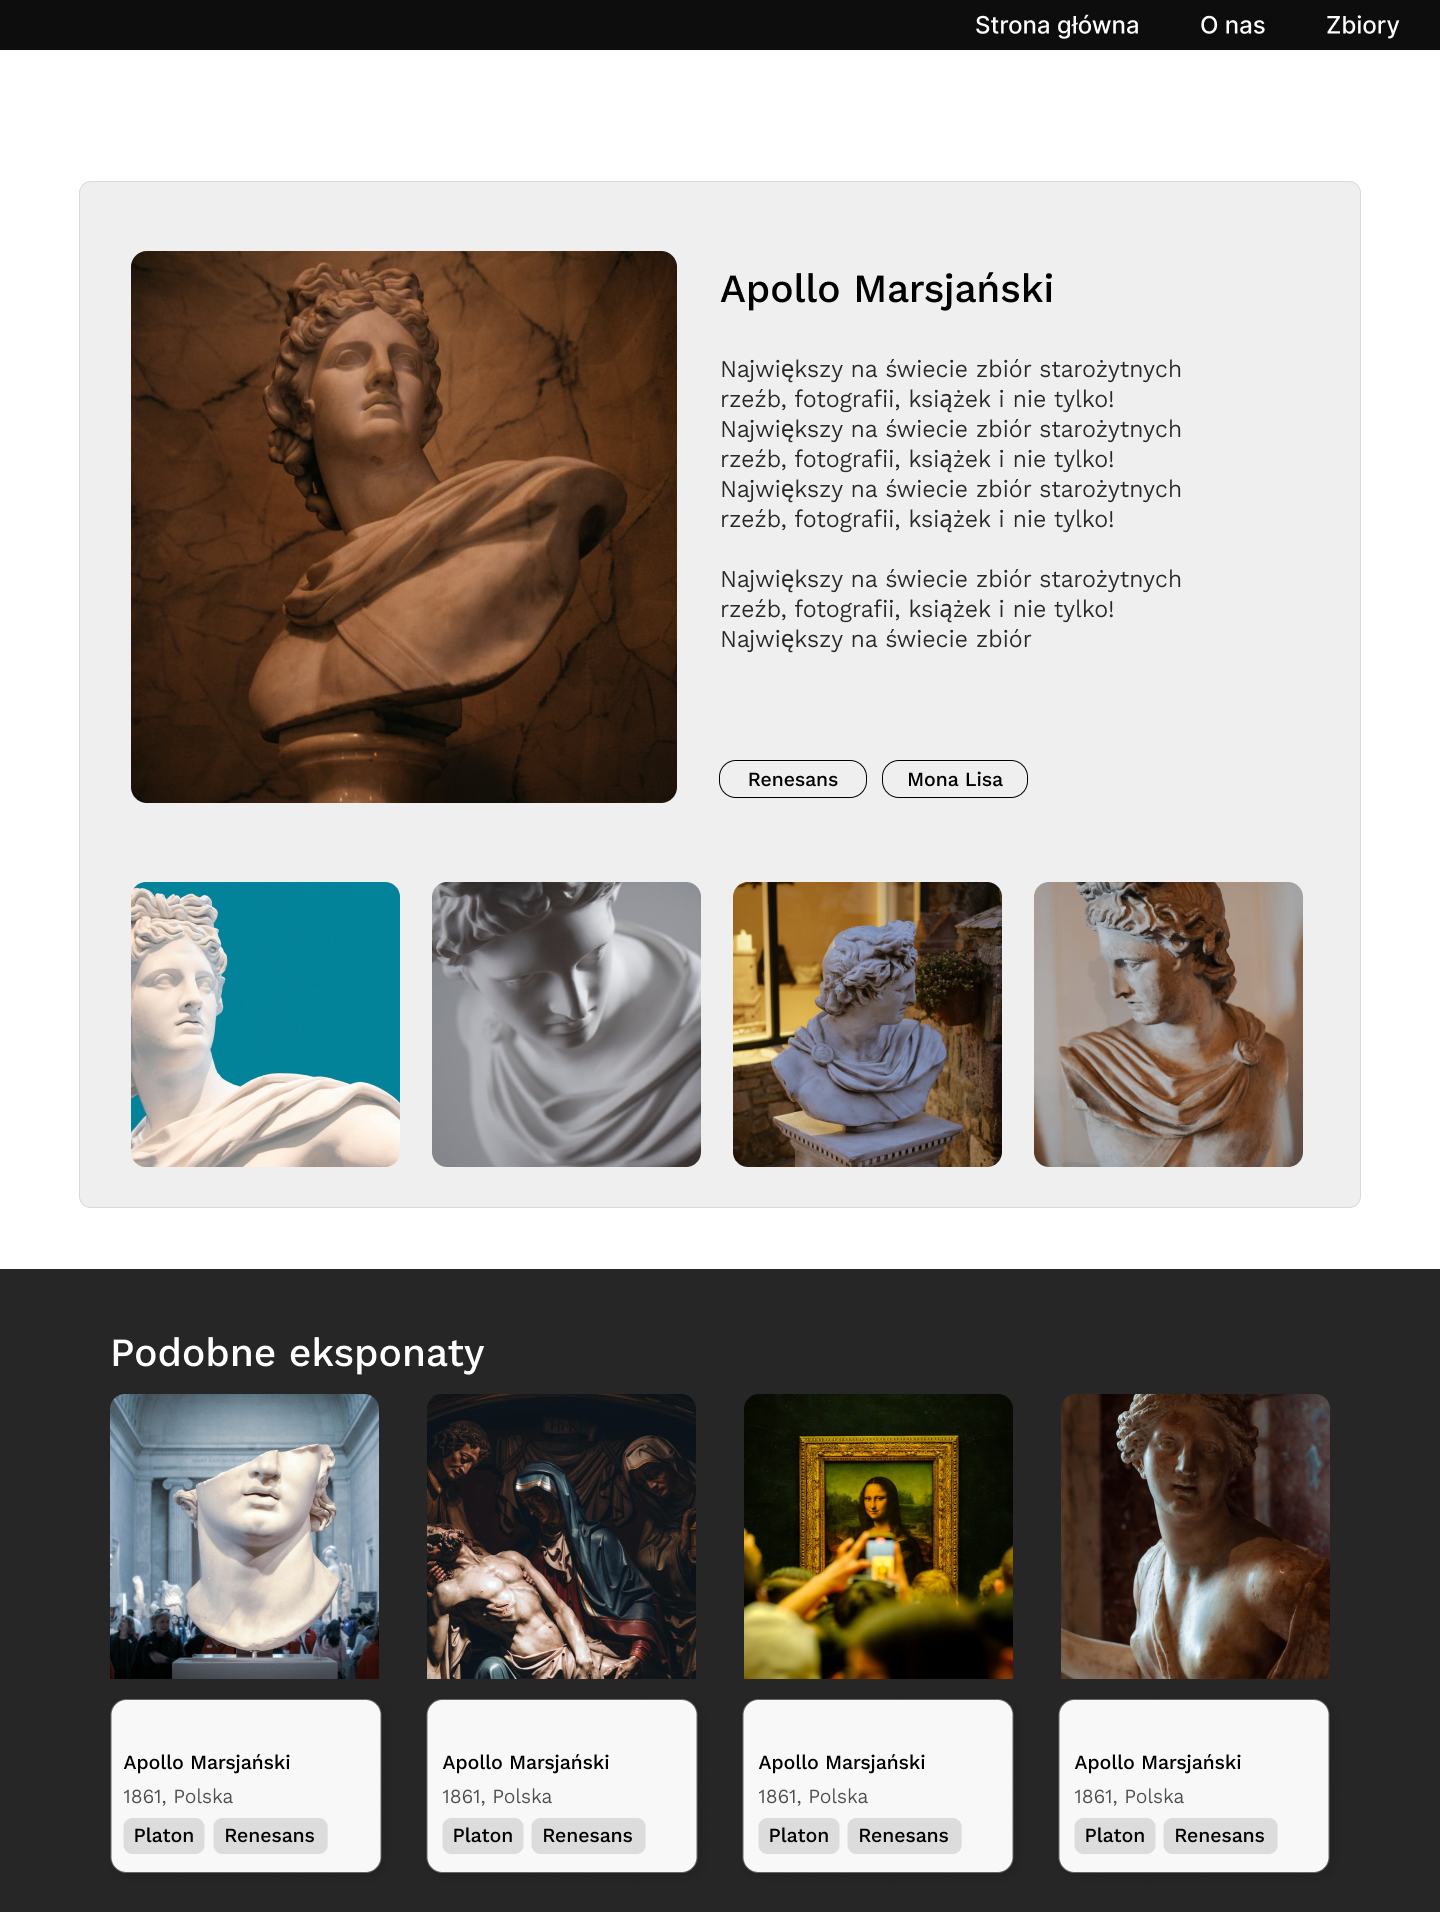 Strona główna O nas Zbiory
Apollo Marsjański
Największy na świecie zbiór starożytnych
rzeźb, fotografii, książek i nie tylko!
Największy na świecie zbiór starożytnych
rzeźb, fotografii, książek i nie tylko!
Największy na świecie zbiór starożytnych
rzeźb, fotografii, książek i nie tylko!
Największy na świecie zbiór starożytnych
rzeźb, fotografii, książek i nie tylko!
Największy na świecie zbiór
Renesans Mona Lisa
Podobne eksponaty
Apollo Marsjański
1861, Polska
Platon Renesans
Apollo Marsjański
1861, Polska
Platon Renesans
Apollo Marsjański
1861, Polska
Platon Renesans
Apollo Marsjański
1861, Polska
Platon Renesans